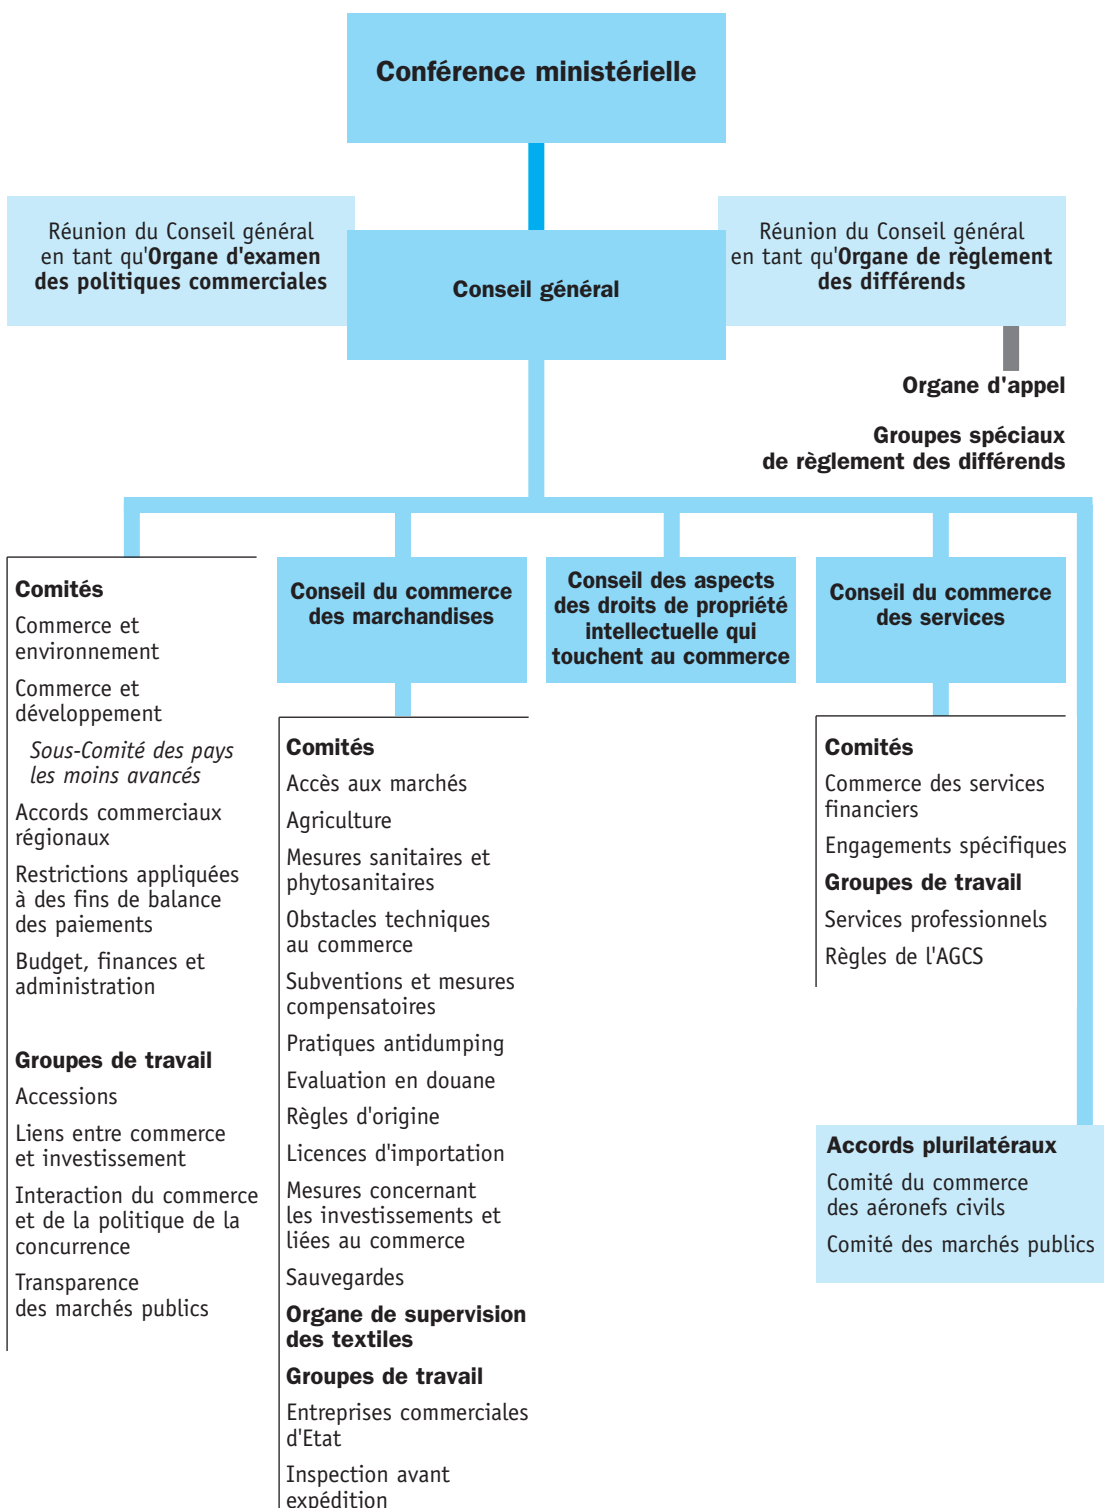 Conférence ministérielle
Réunion du Conseil général
en tant qu'Organe d'examen
des politiques commerciales
Conseil général
Réunion du Conseil général
en tant qu'Organe de règlement
des différends
Organe d'appel
Groupes spéciaux
de règlement des différends
Comités
Commerce et
environnement
Commerce et
développement
Sous-Comité des pays
les moins avancés
Accords commerciaux
régionaux
Restrictions appliquées
à des fins de balance
des paiements
Budget, finances et
administration
Groupes de travail
Accessions
Liens entre commerce
et investissement
Interaction du commerce
et de la politique de la
concurrence
Transparence
des marchés publics
Conseil du commerce
des marchandises
Comités
Accès aux marchés
Agriculture
Mesures sanitaires et
phytosanitaires
Obstacles techniques
au commerce
Subventions et mesures
compensatoires
Pratiques antidumping
Evaluation en douane
Règles d'origine
Licences d'importation
Mesures concernant
les investissements et
liées au commerce
Sauvegardes
Organe de supervision
des textiles
Groupes de travail
Entreprises commerciales
d'Etat
Inspection avant
expédition
Conseil des aspects
des droits de propriété
intellectuelle qui
touchent au commerce
Conseil du commerce
des services
Comités
Commerce des services
financiers
Engagements spécifiques
Groupes de travail
Services professionnels
Règles de l'AGCS
Accords plurilatéraux
Comité du commerce
des aéronefs civils
Comité des marchés publics